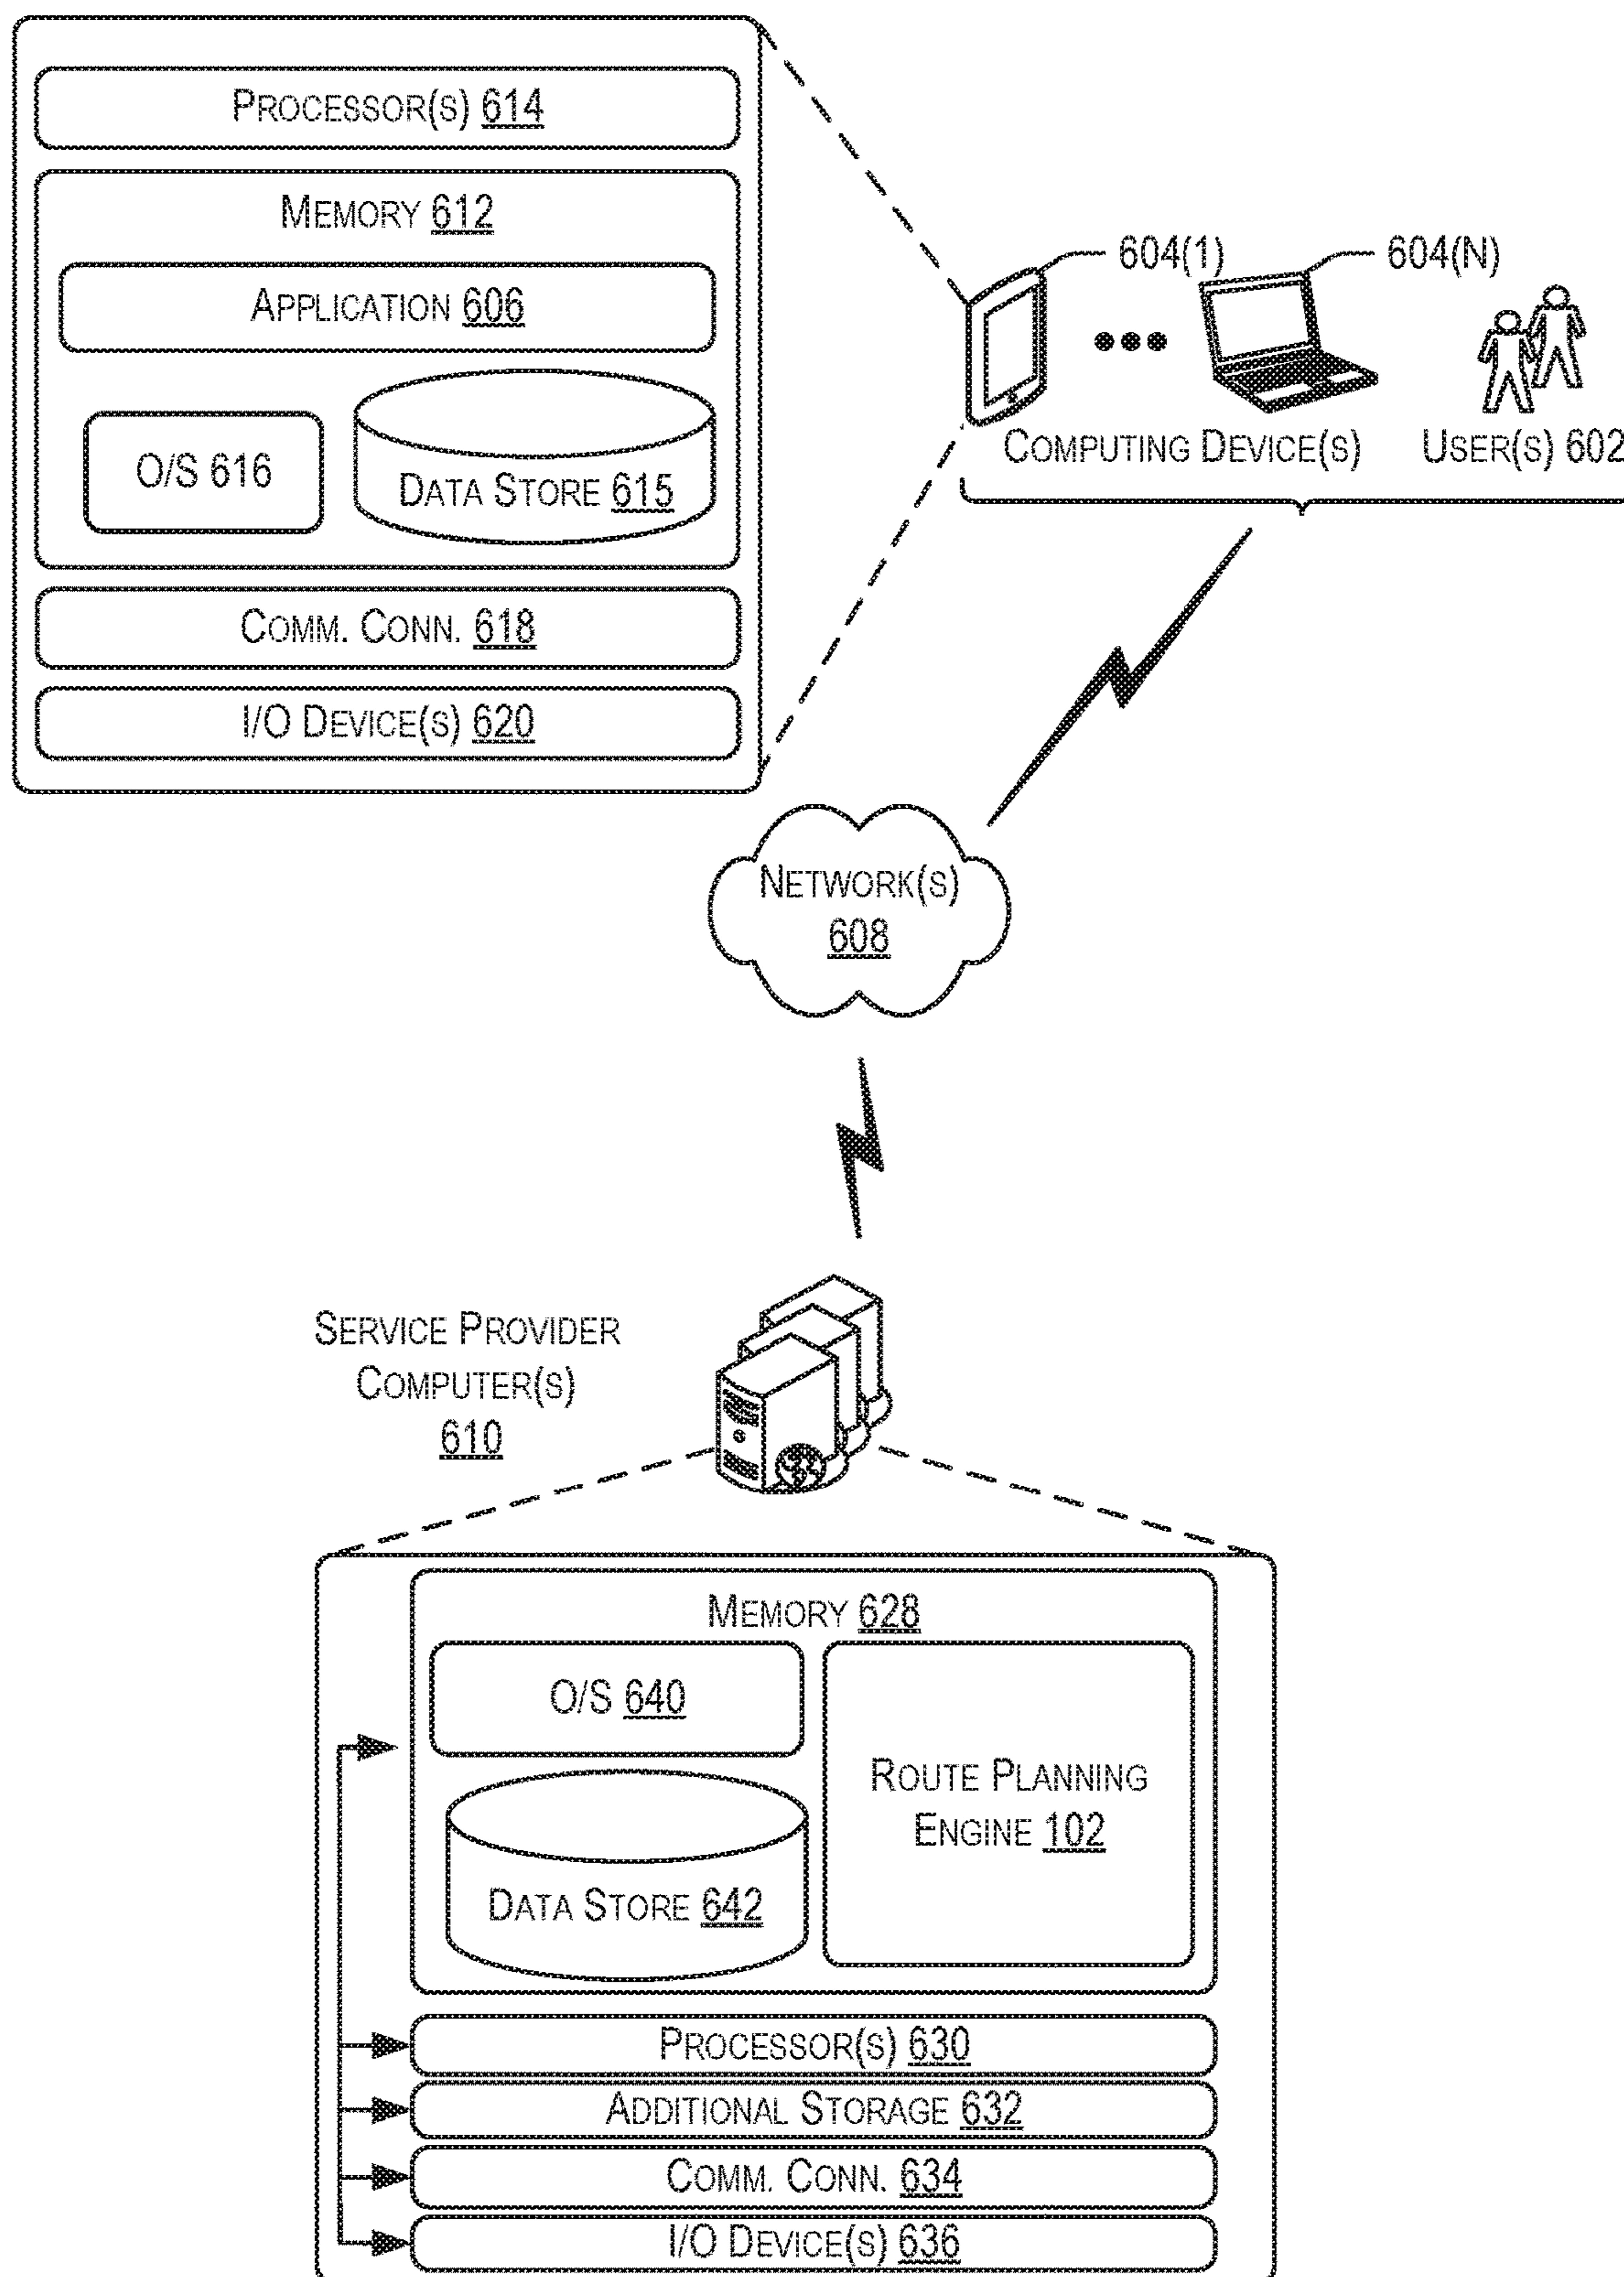 PROCESSOR(S) 614
MEMORY 612
APPLICATION 606
O/S 616
DATA STORE 615
COMM. CONN. 618
I/O DEVICE(S) 620
604(1)
604(N)
COMPUTING DEVICE(S)
USER(S) 602
NETWORK(S)
608
SERVICE PROVIDER
COMPUTER(S)
610
MEMORY 628
O/S 640
DATA STORE 642
ROUTE PLANNING
ENGINE 102
PROCESSOR(S) 630
ADDITIONAL STORAGE 632
COMM. CONN. 634
I/O DEVICE(S) 636